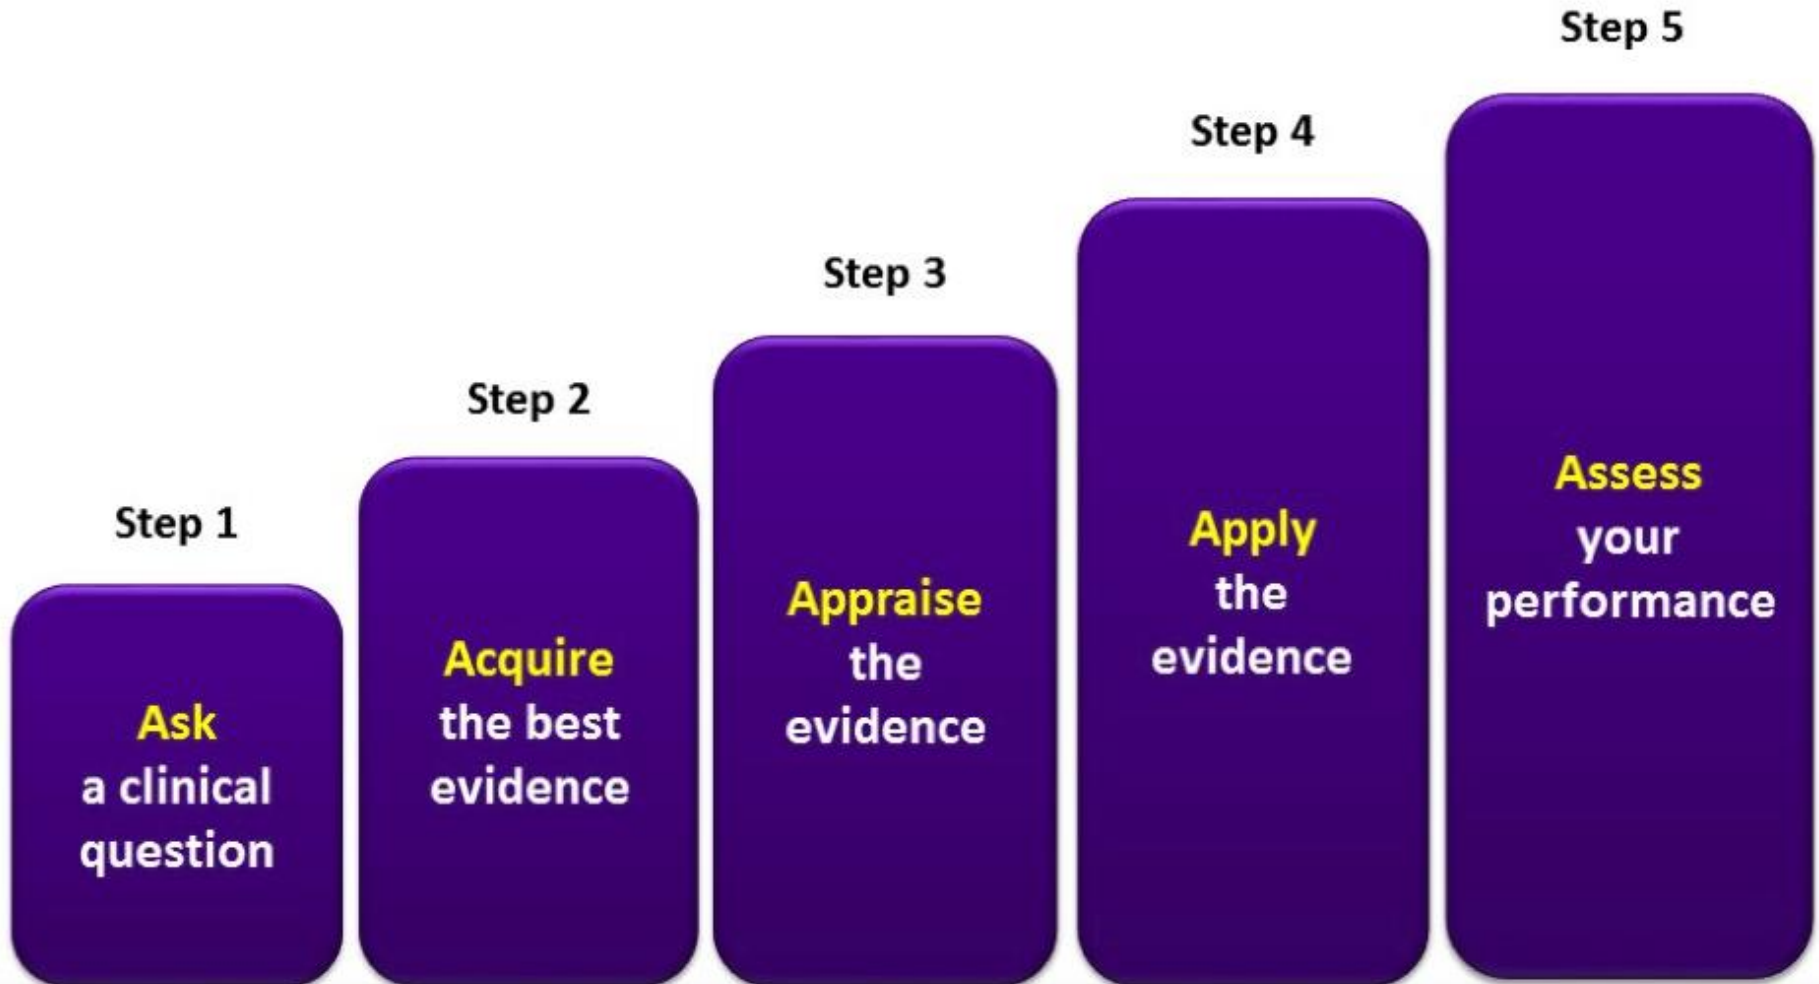 Step 1
Ask
a clinical
question
Step 2
Acquire
the best
evidence
Step 3
Appraise
the
evidence
Step 4
Apply
the
evidence
Step 5
Assess
your
performance